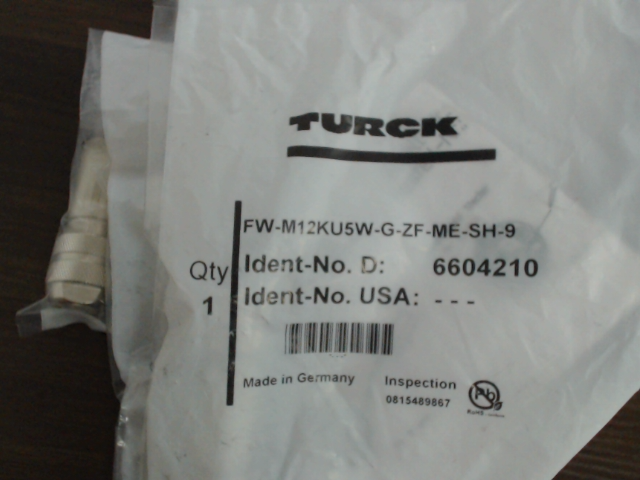 TURCK
FW-M12KU5W-G-ZF-ME-SH-9
Qty
1
Ident-No. D: 6604210
Ident-No. USA: - - -
Made in Germany
Inspection
0815489867
Pb